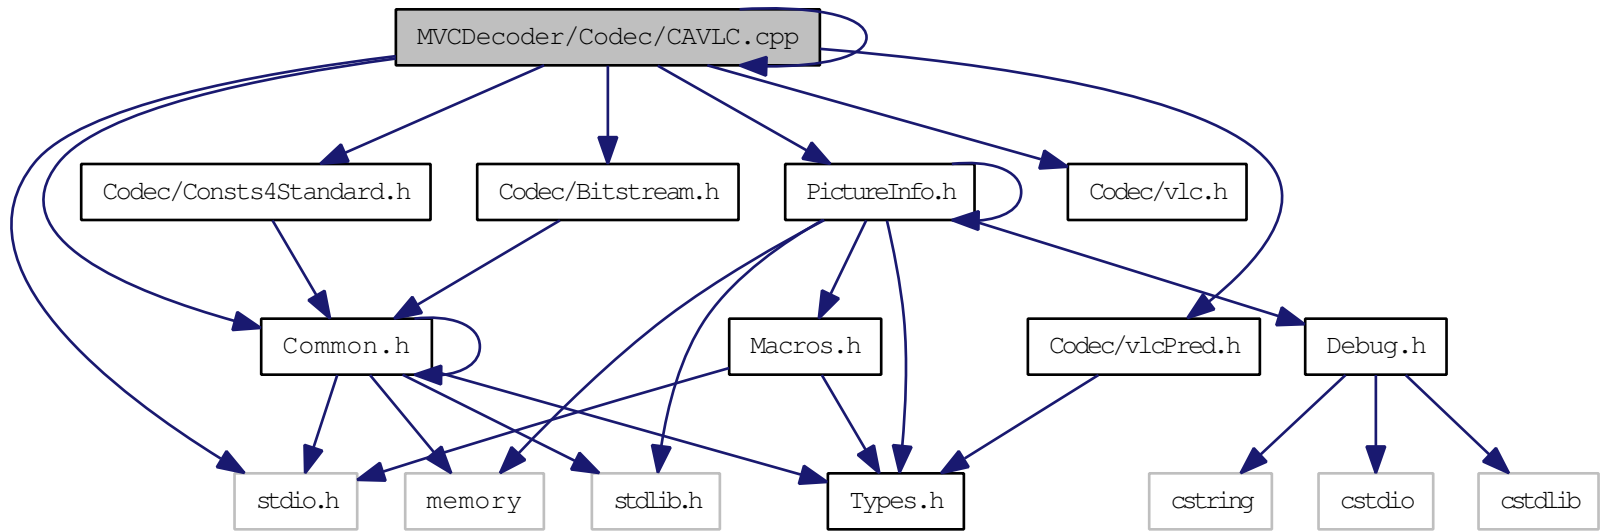 MVCDecoder/Codec/CAVLC.cpp
Codec/Consts4Standard.h
Codec/Bitstream.h
PictureInfo.h
Codec/vlc.h
Common.h
Macros.h
Codec/vlcPred.h
Debug.h
stdio.h
memory
stdlib.h
Types.h
cstring
cstdio
cstdlib